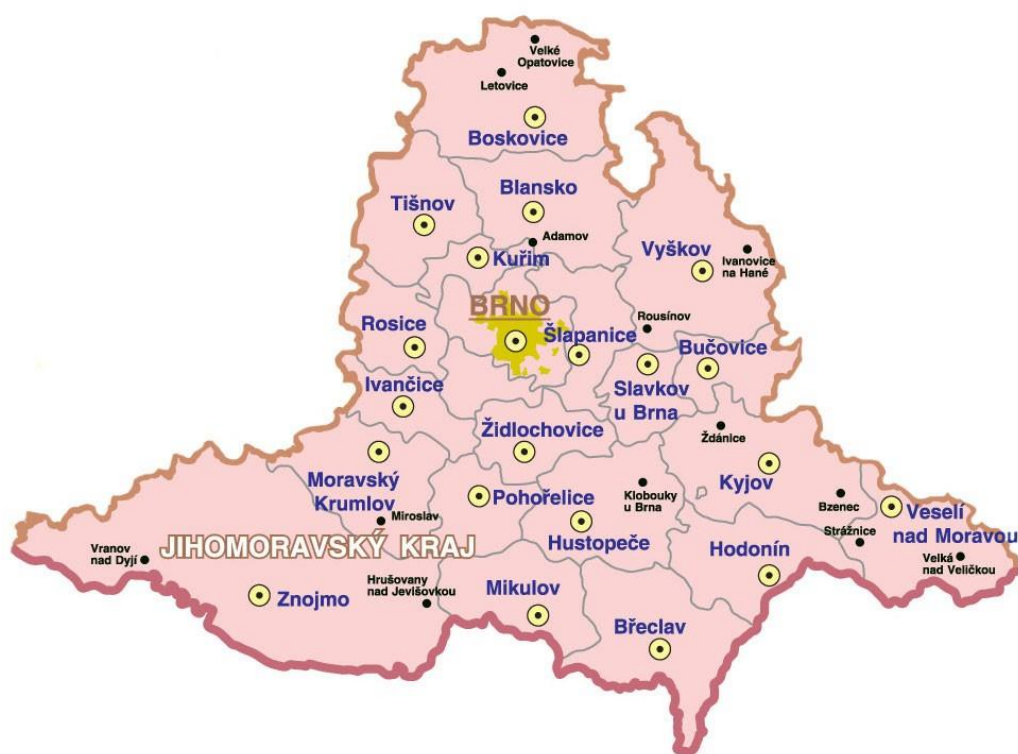 Velké
Opatovice
Letovice
Boskovice
Blansko
Tišnov
Adamov
Kuřim
Vyškov
Ivanovice
na Hané
BRNO
Rousínov
Rosice
Šlapanice
Bučovice
Ivančice
Slavkov
u Brna
Židlochovice
Ždánice
Moravský
Krumlov
Kyjov
Pohořelice
Klobouky
u Brna
Bzenec
Veselí
nad Moravou
Miroslav
Strážnice
Hustopeče
JIHOMORAVSKÝ KRAJ
Vranov
nad Dyjí
Hodonín
Velká
nad Veličkou
Hrušovany
nad Jevišovkou
Znojmo
Mikulov
Břeclav